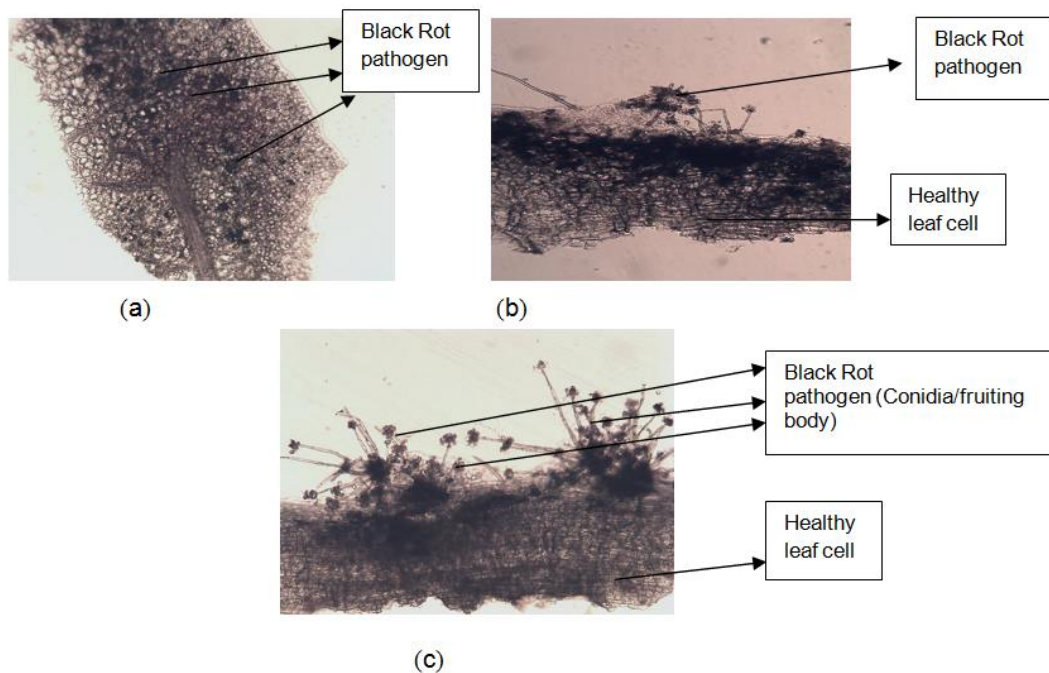 Black Rot
pathogen
Black Rot
pathogen
Healthy
leaf cell
(a)
(b)
Black Rot
pathogen (Conidia/fruiting
body)
Healthy
leaf cell
(c)